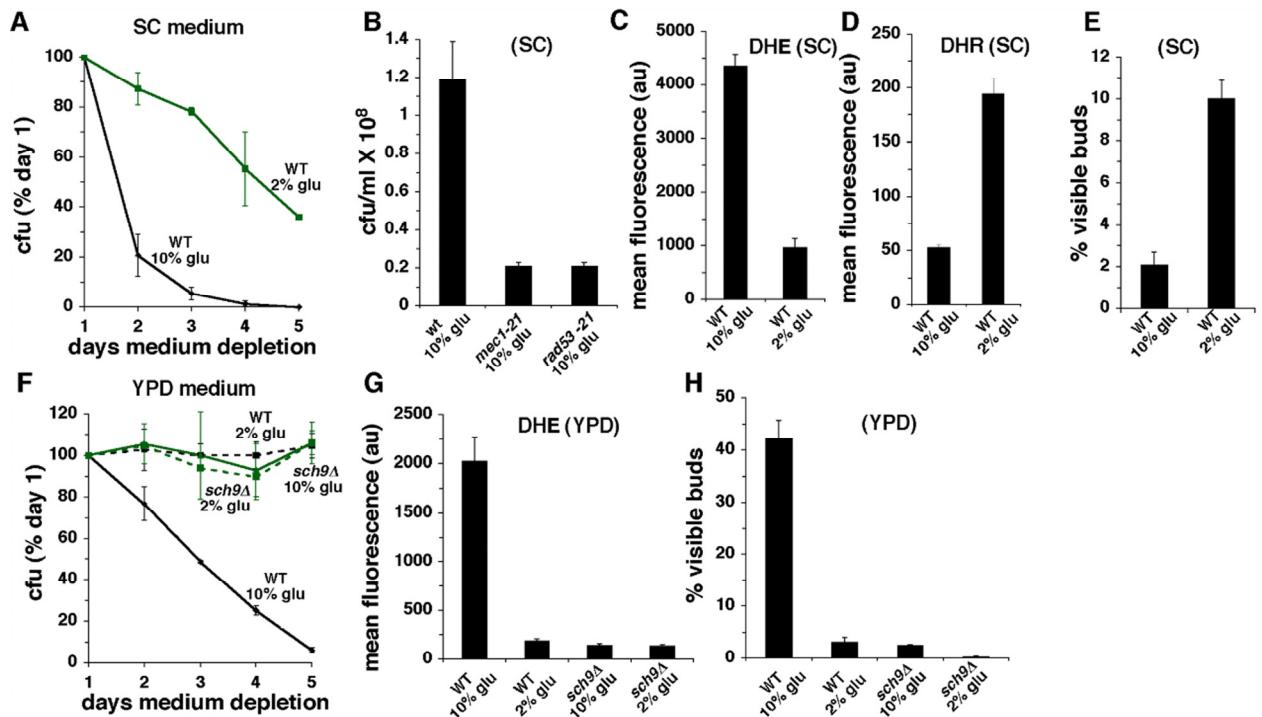 A
SC medium
cfu (% day 1)
100
80
60
40
20
0
WT
2% glu
WT
10% glu
1 2 3 4 5
days medium depletion
B
(SC)
cfu/ml X 10⁸
1.4
1.2
1.0
0.8
0.6
0.4
0.2
0
wt
10% glu
mec1-21
10% glu
rad53-21
10% glu
C
DHE (SC)
mean fluorescence (au)
5000
4000
3000
2000
1000
0
WT
10% glu
WT
2% glu
D
DHR (SC)
mean fluorescence (au)
250
200
150
100
50
0
WT
10% glu
WT
2% glu
E
(SC)
% visible buds
12
10
8
6
4
2
0
WT
10% glu
WT
2% glu
F
YPD medium
cfu (% day 1)
120
100
80
60
40
20
0
WT
2% glu
sch9Δ
10% glu
sch9Δ
2% glu
WT
10% glu
1 2 3 4 5
days medium depletion
G
DHE (YPD)
mean fluorescence (au)
2500
2000
1500
1000
500
0
WT
10% glu
WT
2% glu
sch9Δ
10% glu
sch9Δ
2% glu
H
(YPD)
% visible buds
50
40
30
20
10
0
WT
10% glu
WT
2% glu
sch9Δ
10% glu
sch9Δ
2% glu